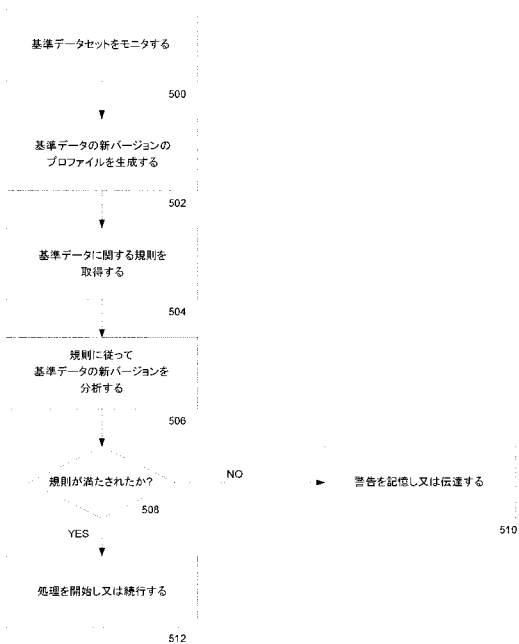 基準データセットをモニタする
500
基準データの新バージョンの
プロファイルを生成する
502
基準データに関する規則を
取得する
504
規則に従って
基準データの新バージョンを
分析する
506
規則が満たされたか?
508
NO
警告を記憶し又は伝達する
510
YES
処理を開始し又は続行する
512